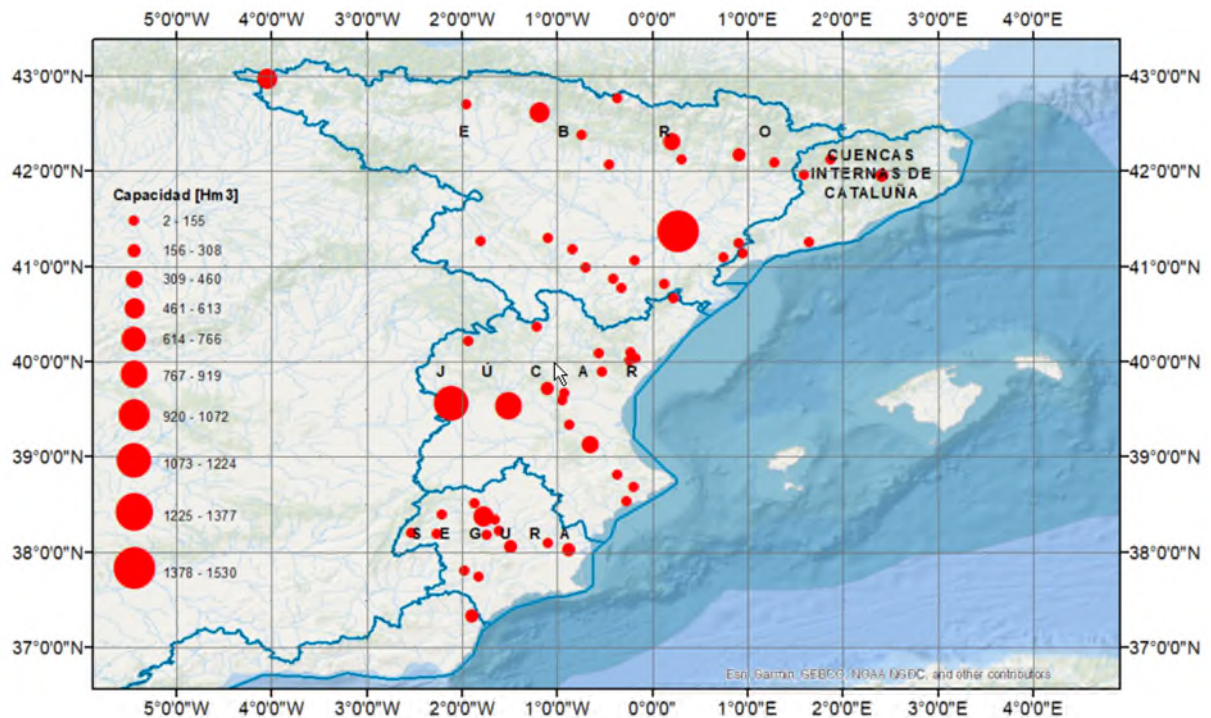 5°0'0"W 4°0'0"W 3°0'0"W 2°0'0"W 1°0'0"W 0°0'0" 1°0'0"E 2°0'0"E 3°0'0"E 4°0'0"E
43°0'0"N 43°0'0"N
E B R O
42°0'0"N 42°0'0"N
CUENCAS
INTERNAS DE
CATALUÑA
Capacidad [Hm3]
2 - 155
156 - 308
309 - 460
461 - 613
614 - 766
767 - 919
920 - 1072
1073 - 1224
1225 - 1377
1378 - 1530
41°0'0"N 41°0'0"N
40°0'0"N 40°0'0"N
J Ú C A R
39°0'0"N 39°0'0"N
S E G U R A
38°0'0"N 38°0'0"N
37°0'0"N 37°0'0"N
Esri, Garmin, GEBCO, NOAA NGDC, and other contributors
5°0'0"W 4°0'0"W 3°0'0"W 2°0'0"W 1°0'0"W 0°0'0" 1°0'0"E 2°0'0"E 3°0'0"E 4°0'0"E